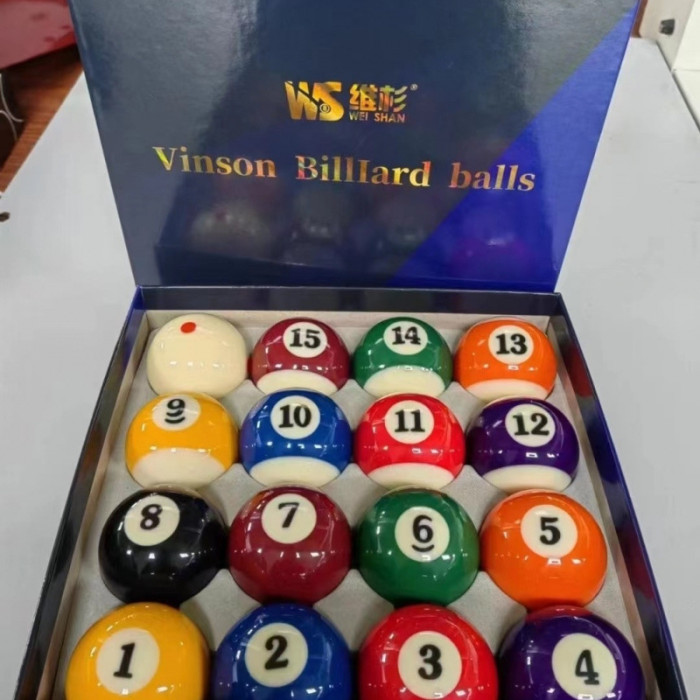 WS 维杉®
WEI SHAN
Vinson BillIard balls
15 14 13
9 10 11 12
8 7 6 5
1 2 3 4